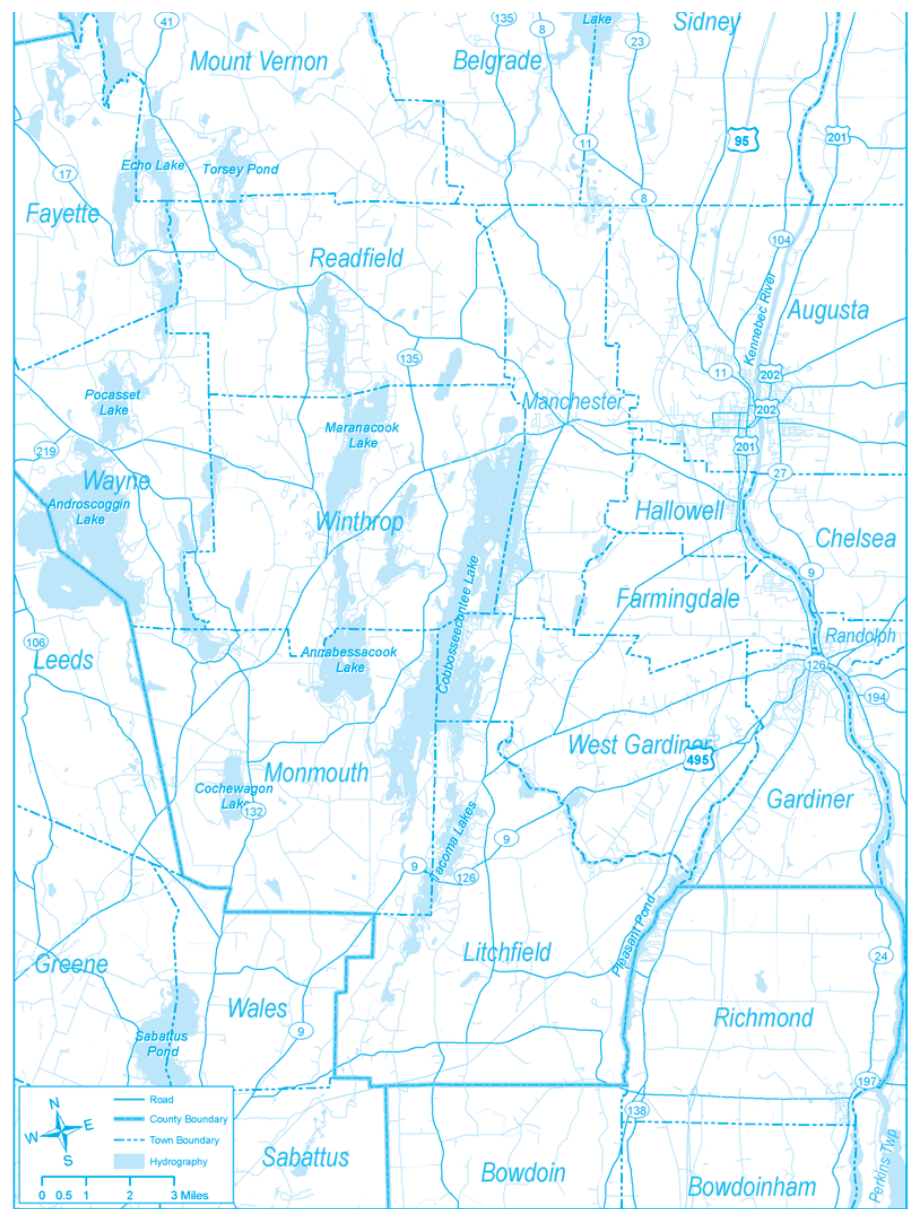 41
135
8
Lake
23
Sidney
Mount Vernon
Belgrade
95
201
11
Echo Lake
Torsey Pond
17
8
Fayette
104
Readfield
Kennebec River
Augusta
135
11
202
Pocasset
Lake
Manchester
202
Maranacook
Lake
201
219
27
Wayne
Androscoggin
Lake
Winthrop
Hallowell
Chelsea
9
Cobbosseecontee Lake
Farmingdale
106
Randolph
Leeds
Annabessacook
Lake
126
194
West Gardiner
495
Monmouth
Cochewagon
Lake
132
Gardiner
Tacoma Lakes
9
9
126
Pleasant Pond
Litchfield
24
Greene
Wales
Richmond
9
Sabattus
Pond
197
138
N
W
E
S
Road
County Boundary
Town Boundary
Hydrography
0 0.5 1 2 3 Miles
Sabattus
Bowdoin
Bowdoinham
Perkins Twp